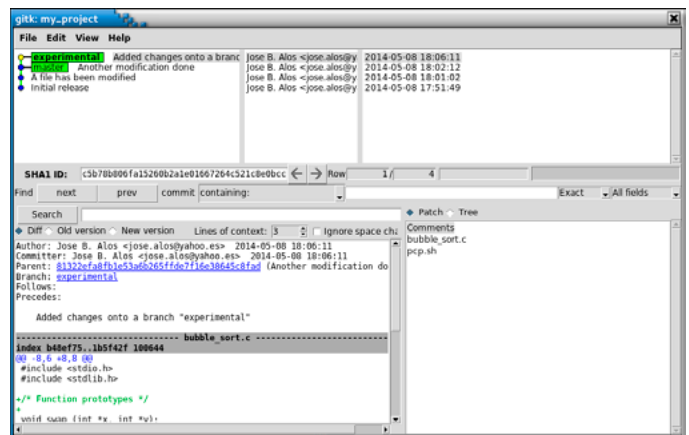 gitk: my_project
File Edit View Help
experimental Added changes onto a branc Jose B. Alos <jose.alos@y 2014-05-08 18:06:11
master Another modification done Jose B. Alos <jose.alos@y 2014-05-08 18:02:12
A file has been modified Jose B. Alos <jose.alos@y 2014-05-08 18:01:02
Initial release Jose B. Alos <jose.alos@y 2014-05-08 17:51:49
SHA1 ID: c5b78b806fa15260b2a1e01667264c521c0e0bcc Row 1/ 4
Find next prev commit containing: Exact All fields
Search
Patch Tree
Diff Old version New version Lines of context: 3 Ignore space cha
Comments
bubble_sort.c
pcp.sh
Author: Jose B. Alos <jose.alos@yahoo.es> 2014-05-08 18:06:11
Committer: Jose B. Alos <jose.alos@yahoo.es> 2014-05-08 18:06:11
Parent: 81322efa8fb1e53a6b265ffde7f16e38645c8fad (Another modification do
Branch: experimental
Follows:
Precedes:
Added changes onto a branch "experimental"
-------------------------------- bubble_sort.c --------------------------------
index b48ef75..1b5f42f 100644
@@ -8,6 +8,8 @@
#include <stdio.h>
#include <stdlib.h>
+/* Function prototypes */
+
void swap (int *x, int *y);